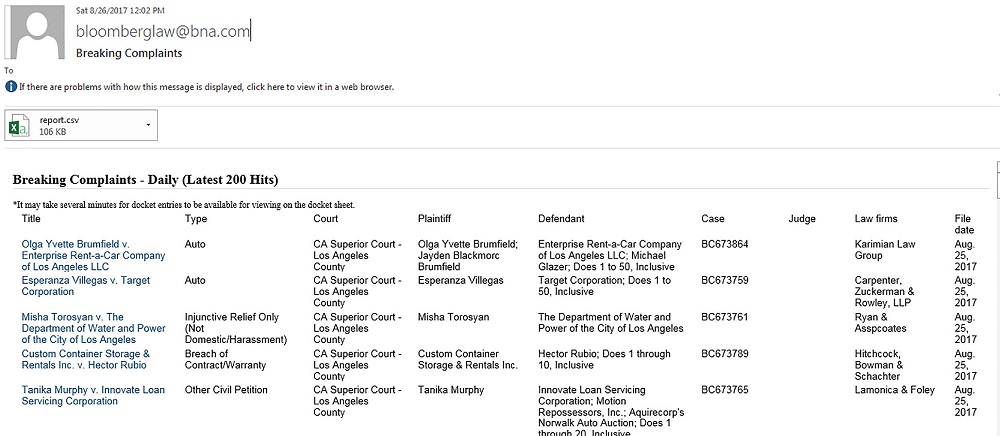 Sat 8/26/2017 12:02 PM
bloomberglaw@bna.com
Breaking Complaints
To
If there are problems with how this message is displayed, click here to view it in a web browser.
report.csv
106 KB
Breaking Complaints - Daily (Latest 200 Hits)
*It may take several minutes for docket entries to be available for viewing on the docket sheet.
Title Type Court Plaintiff Defendant Case Judge Law firms File
date
Olga Yvette Brumfield v. Auto CA Superior Court - Olga Yvette Brumfield; Enterprise Rent-a-Car Company BC673864 Karimian Law Aug.
Enterprise Rent-a-Car Company Los Angeles Jayden Blackmorc of Los Angeles LLC; Michael Group 25,
of Los Angeles LLC County Brumfield Glazer; Does 1 to 50, Inclusive 2017
Esperanza Villegas v. Target Auto CA Superior Court - Esperanza Villegas Target Corporation; Does 1 to BC673759 Carpenter, Aug.
Corporation Los Angeles 50, Inclusive Zuckerman & 25,
County Rowley, LLP 2017
Misha Torosyan v. The Injunctive Relief Only CA Superior Court - Misha Torosyan The Department of Water and BC673761 Ryan & Aug.
Department of Water and Power (Not Los Angeles Power of the City of Los Angeles Asspcoates 25,
of the City of Los Angeles Domestic/Harassment) County 2017
Custom Container Storage & Breach of CA Superior Court - Custom Container Hector Rubio; Does 1 through BC673789 Hitchcock, Aug.
Rentals Inc. v. Hector Rubio Contract/Warranty Los Angeles Storage & Rentals Inc. 10, Inclusive Bowman & 25,
County Schachter 2017
Tanika Murphy v. Innovate Loan Other Civil Petition CA Superior Court - Tanika Murphy Innovate Loan Servicing BC673765 Lamonica & Foley Aug.
Servicing Corporation Los Angeles Corporation; Motion 25,
County Repossessors, Inc.; Aquirecorp's 2017
Norwalk Auto Auction; Does 1
through 20, Inclusive